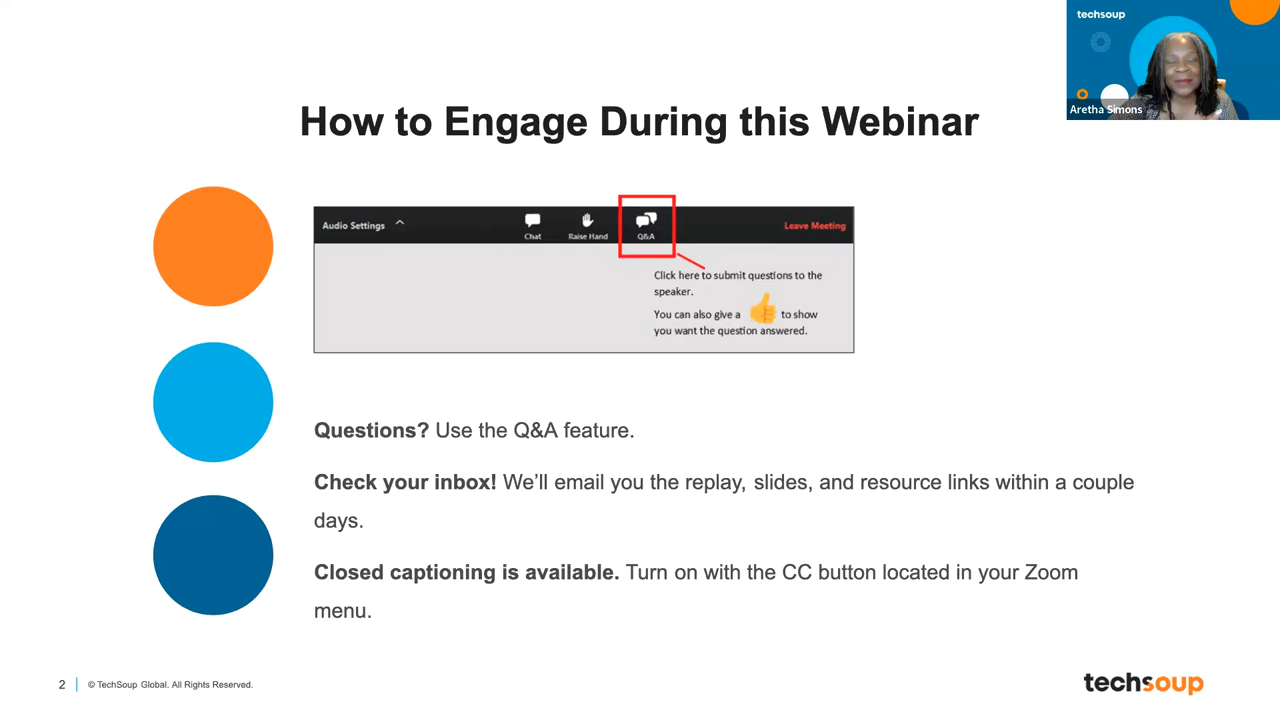 techsoup
Aretha Simons
How to Engage During this Webinar
Audio Settings
Chat
Raise Hand
Q&A
Leave Meeting
Click here to submit questions to the
speaker.
You can also give a to show
you want the question answered.
Questions? Use the Q&A feature.
Check your inbox! We’ll email you the replay, slides, and resource links within a couple
days.
Closed captioning is available. Turn on with the CC button located in your Zoom
menu.
2
© TechSoup Global. All Rights Reserved.
techsoup